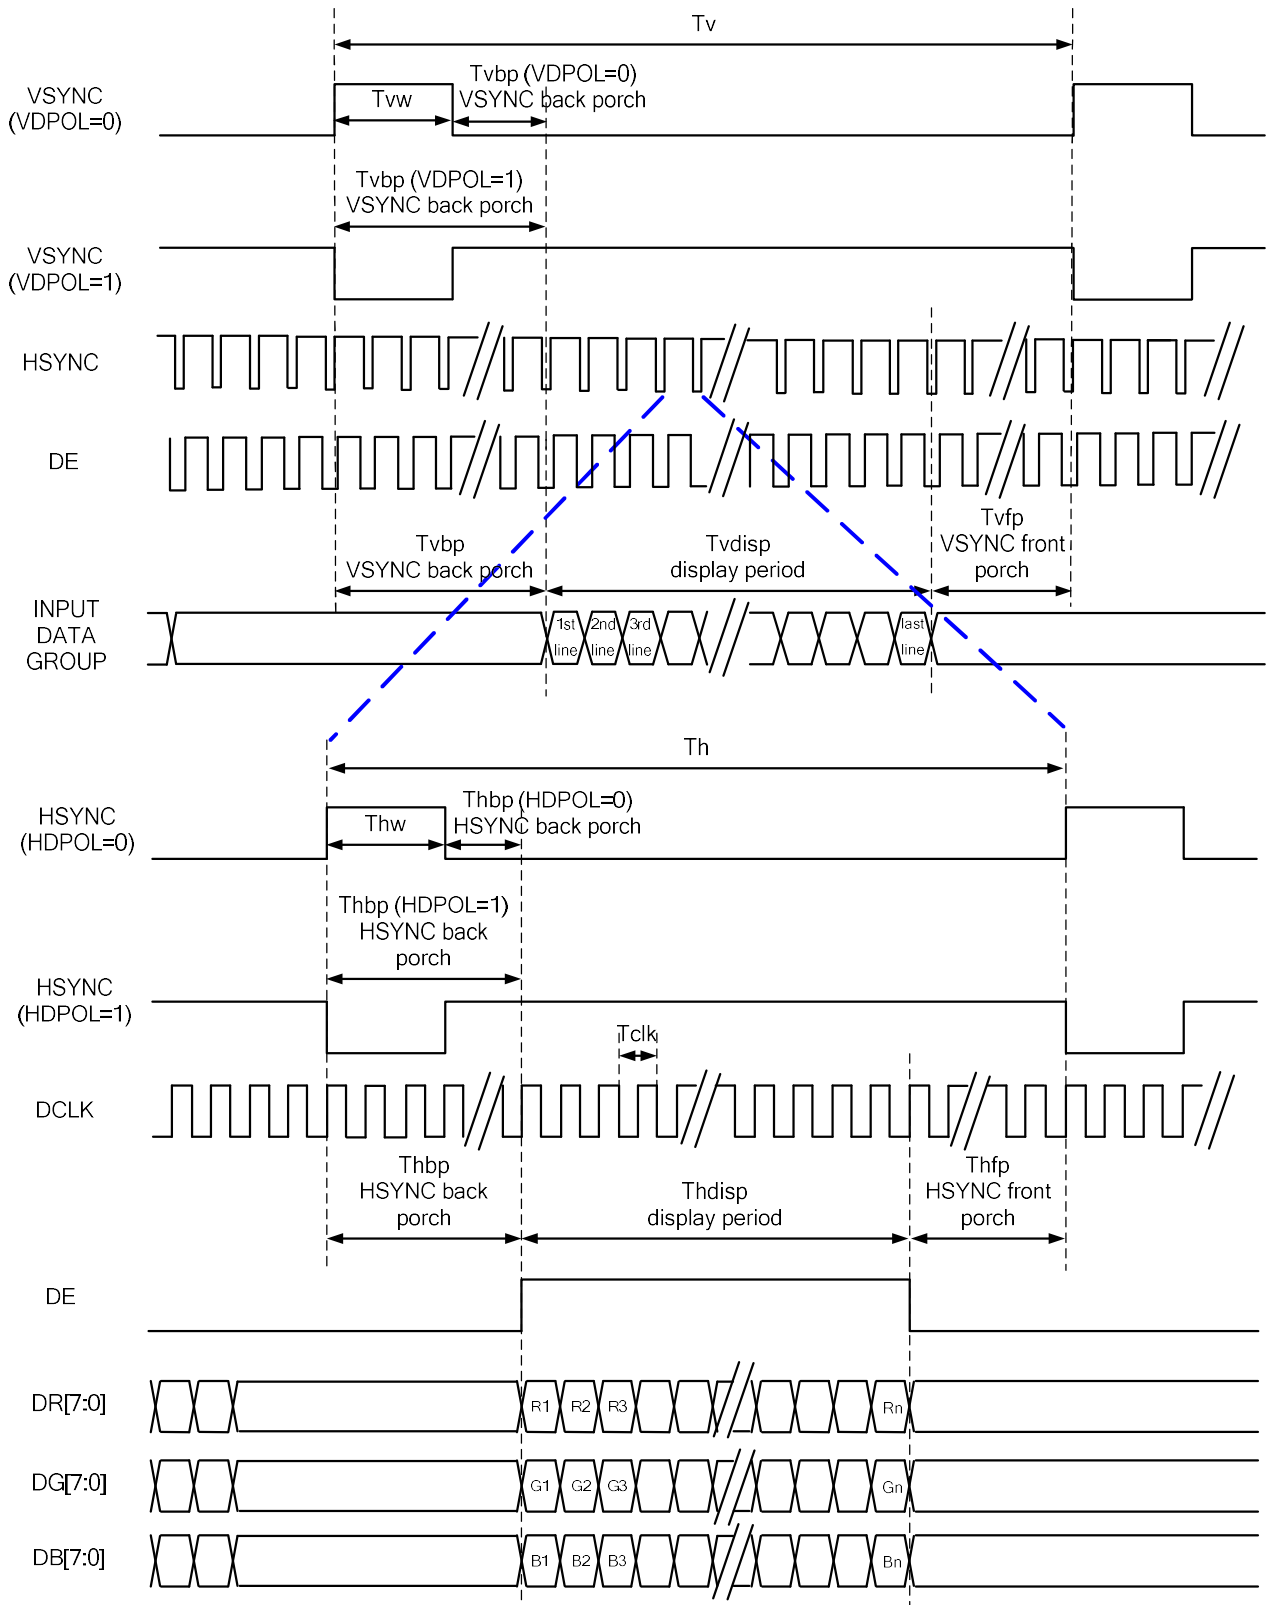 Tv
VSYNC
(VDPOL=0)
Tvw
Tvbp (VDPOL=0)
VSYNC back porch
Tvbp (VDPOL=1)
VSYNC back porch
VSYNC
(VDPOL=1)
HSYNC
DE
Tvbp
VSYNC back porch
Tvdisp
display period
Tvfp
VSYNC front
porch
INPUT
DATA
GROUP
1st
line
2nd
line
3rd
line
last
line
Th
HSYNC
(HDPOL=0)
Thw
Thbp (HDPOL=0)
HSYNC back porch
Thbp (HDPOL=1)
HSYNC back
porch
HSYNC
(HDPOL=1)
Tclk
DCLK
Thbp
HSYNC back
porch
Thdisp
display period
Thfp
HSYNC front
porch
DE
DR[7:0]
R1 R2 R3 Rn
DG[7:0]
G1 G2 G3 Gn
DB[7:0]
B1 B2 B3 Bn